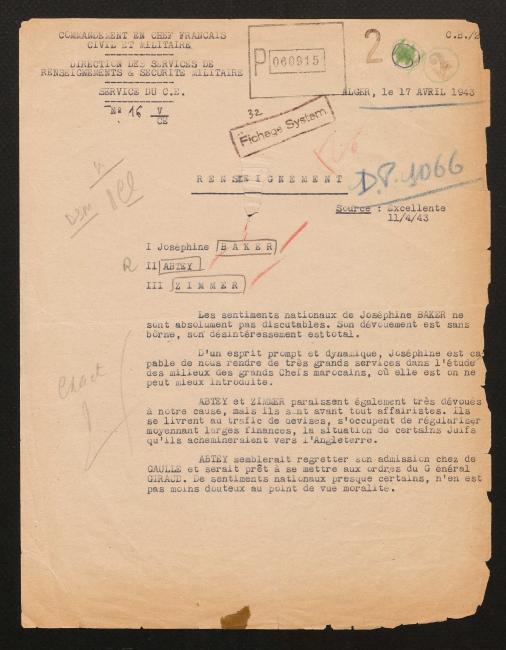 COMMANDEMENT EN CHEF FRANCAIS
CIVIL ET MILITAIRE
DIRECTION DES SERVICES DE
RENSEIGNEMENTS & SECURITE MILITAIRE
SERVICE DU C.E.
N° 16 V/CE
P 060915
2
C.B./2
ALGER, le 17 AVRIL 1943
32
Fichage System
RENSEIGNEMENT
D.P. 1066
Source : Excellente
11/4/43
I Joséphine BAKER
R II ABTEY
III ZIMMER
Les sentiments nationaux de Joséphine BAKER ne
sont absolument pas discutables. Son dévouement est sans
bôrne, son désintéressement esttotal.
D'un esprit prompt et dynamique, Joséphine est ca
pable de nous rendre de très grands services dans l'étude
des milieux des grands Chefs marocains, où elle est on ne
peut mieux introduite.
ABTEY et ZIMMER paraissent également très dévoués
à notre cause, mais ils sont avant tout affairistes. Ils
se livrent au trafic de devises, s'occupent de régulariser
moyennant larges finances, la situation de certains Juifs
qu'ils achemineraient vers l'Angleterre.
ABTEY semblerait regretter son admission chez de
GAULLE et serait prêt à se mettre aux ordres du G énéral
GIRAUD. De sentiments nationaux presque certains, n'en est
pas moins douteux au point de vue moralité.